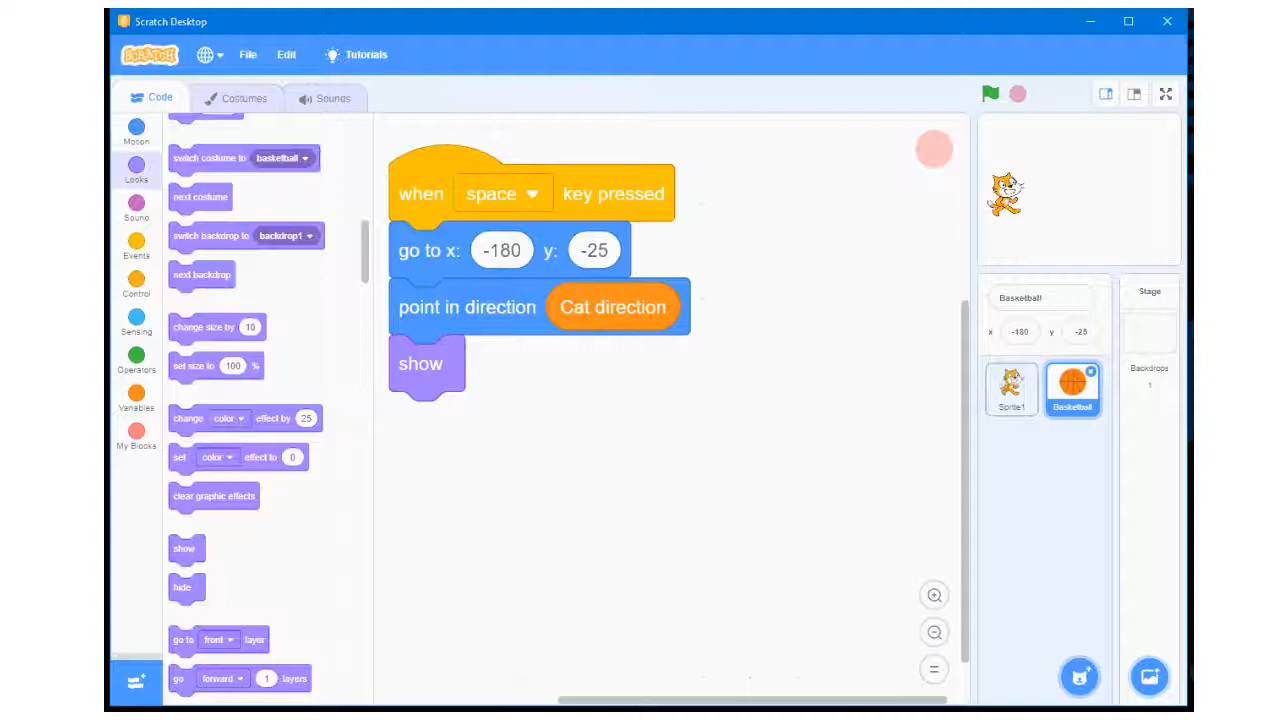 Scratch Desktop
SCRATCH
File Edit Tutorials
Code Costumes Sounds
Motion
Looks
Sound
Events
Control
Sensing
Operators
Variables
My Blocks
switch costume to basketball
next costume
switch backdrop to backdrop1
next backdrop
change size by 10
set size to 100 %
change color effect by 25
set color effect to 0
clear graphic effects
show
hide
go to front layer
go forward 1 layers
when space key pressed
go to x: -180 y: -25
point in direction Cat direction
show
Basketball
x -180 y -25
Sprite1
Basketball
Stage
Backdrops
1